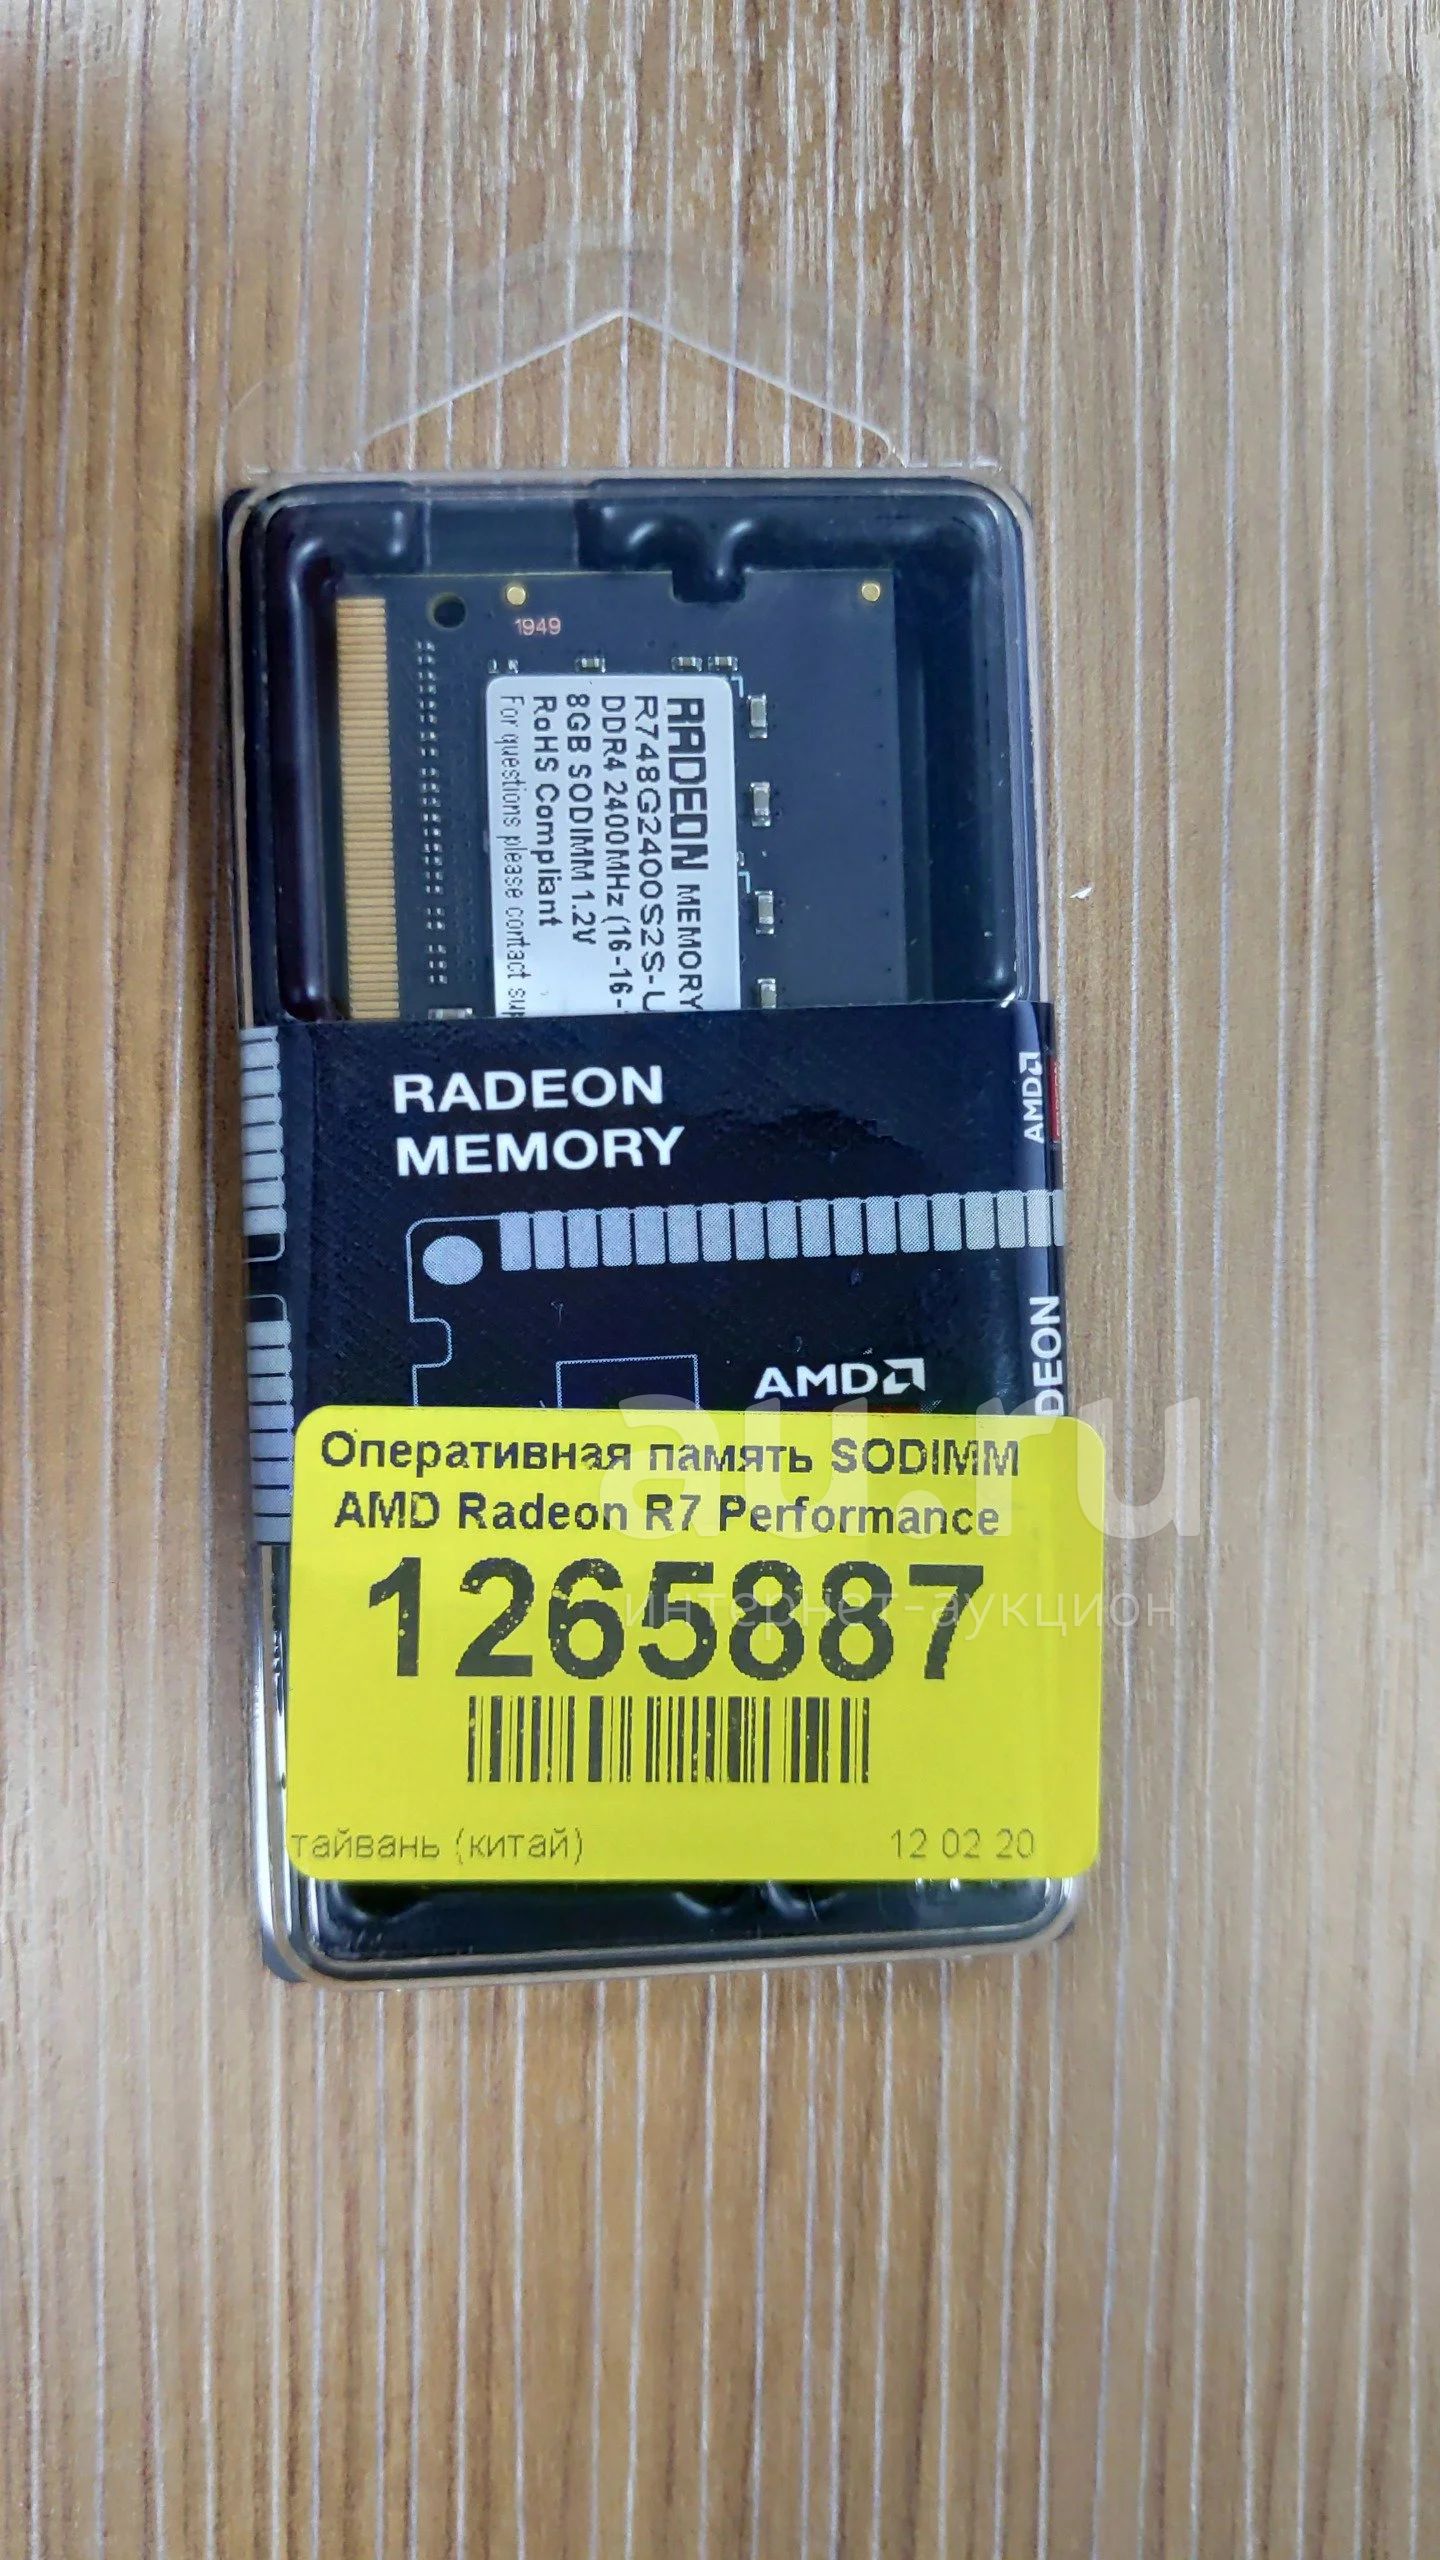 1949
RADEON MEMORY
R748G2400S2S-U
DDR4 2400MHz (16-16-
8GB SODIMM 1.2V
RoHS Compliant
For questions please contact sup
RADEON
MEMORY
AMD
DEON
AMD
au.ru
интернет-аукцион
Оперативная память SODIMM
AMD Radeon R7 Performance
1265887
тайвань (китай)
12 02 20